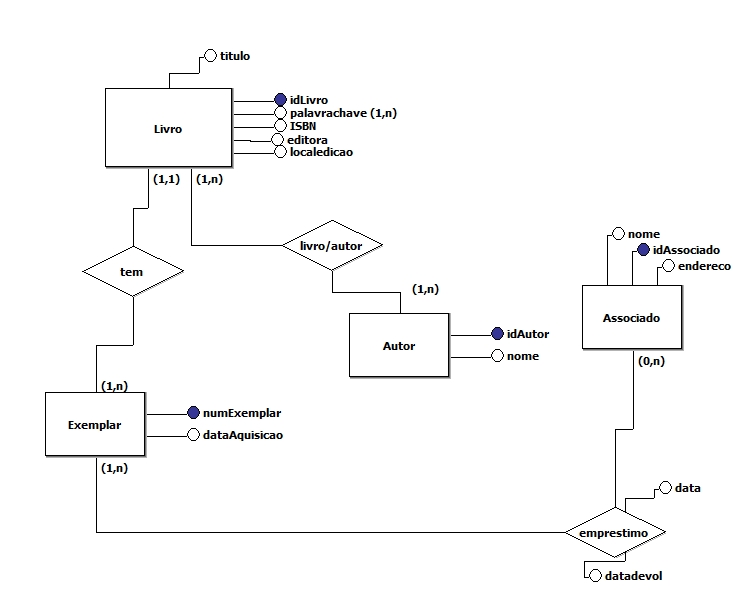 titulo
idLivro
palavrachave (1,n)
Livro
ISBN
editora
localedicao
(1,1)
(1,n)
nome
livro/autor
idAssociado
endereco
tem
(1,n)
Associado
idAutor
Autor
nome
(0,n)
(1,n)
numExemplar
Exemplar
dataAquisicao
(1,n)
data
emprestimo
datadevol